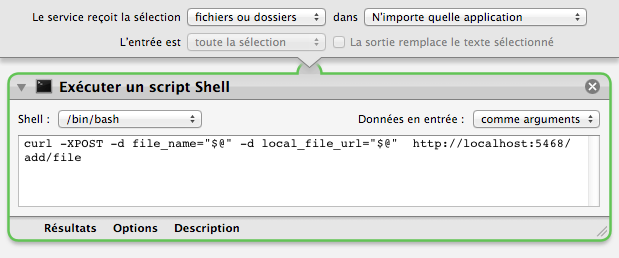 Le service reçoit la sélection fichiers ou dossiers dans N'importe quelle application
L'entrée est toute la sélection La sortie remplace le texte sélectionné
Exécuter un script Shell
Shell : /bin/bash Données en entrée : comme arguments
curl -XPOST -d file_name="$@" -d local_file_url="$@"  http://localhost:5468/
add/file
Résultats Options Description